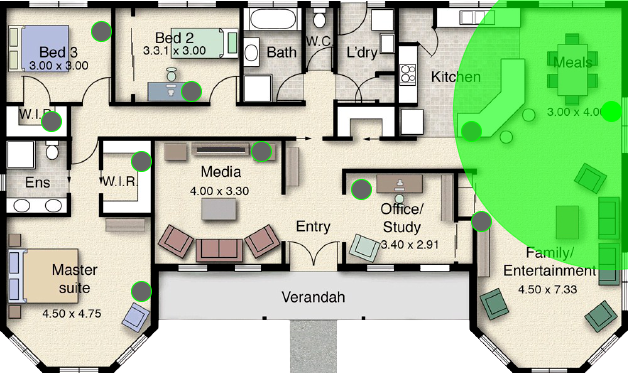 Bed 3
3.00 x 3.00
Bed 2
3.3.1 x 3.00
Bath
W.C.
L'dry
Kitchen
Meals
3.00 x 4.00
W.I.R.
Ens
W.I.R.
Media
4.00 x 3.30
Entry
Office/
Study
3.40 x 2.91
Family/
Entertainment
4.50 x 7.33
Master
suite
4.50 x 4.75
Verandah